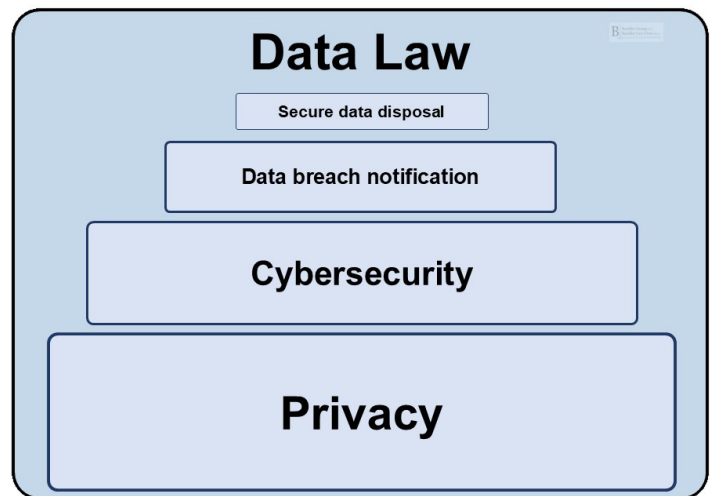 Data Law
Secure data disposal
Data breach notification
Cybersecurity
Privacy